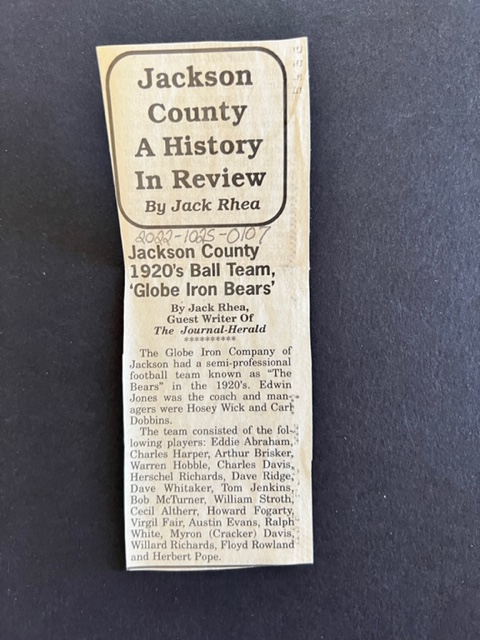 Jackson
County
A History
In Review
By Jack Rhea
2022-1025-0107
Jackson County
1920's Ball Team,
'Globe Iron Bears'
By Jack Rhea,
Guest Writer Of
The Journal-Herald
**********
The Globe Iron Company of
Jackson had a semi-professional
football team known as "The
Bears" in the 1920's. Edwin
Jones was the coach and man-
agers were Hosey Wick and Carl
Dobbins.
The team consisted of the fol-
lowing players: Eddie Abraham,
Charles Harper, Arthur Brisker,
Warren Hobble, Charles Davis,
Herschel Richards, Dave Ridge,
Dave Whitaker, Tom Jenkins,
Bob McTurner, William Stroth,
Cecil Altherr, Howard Fogarty,
Virgil Fair, Austin Evans, Ralph
White, Myron (Cracker) Davis,
Willard Richards, Floyd Rowland
and Herbert Pope.